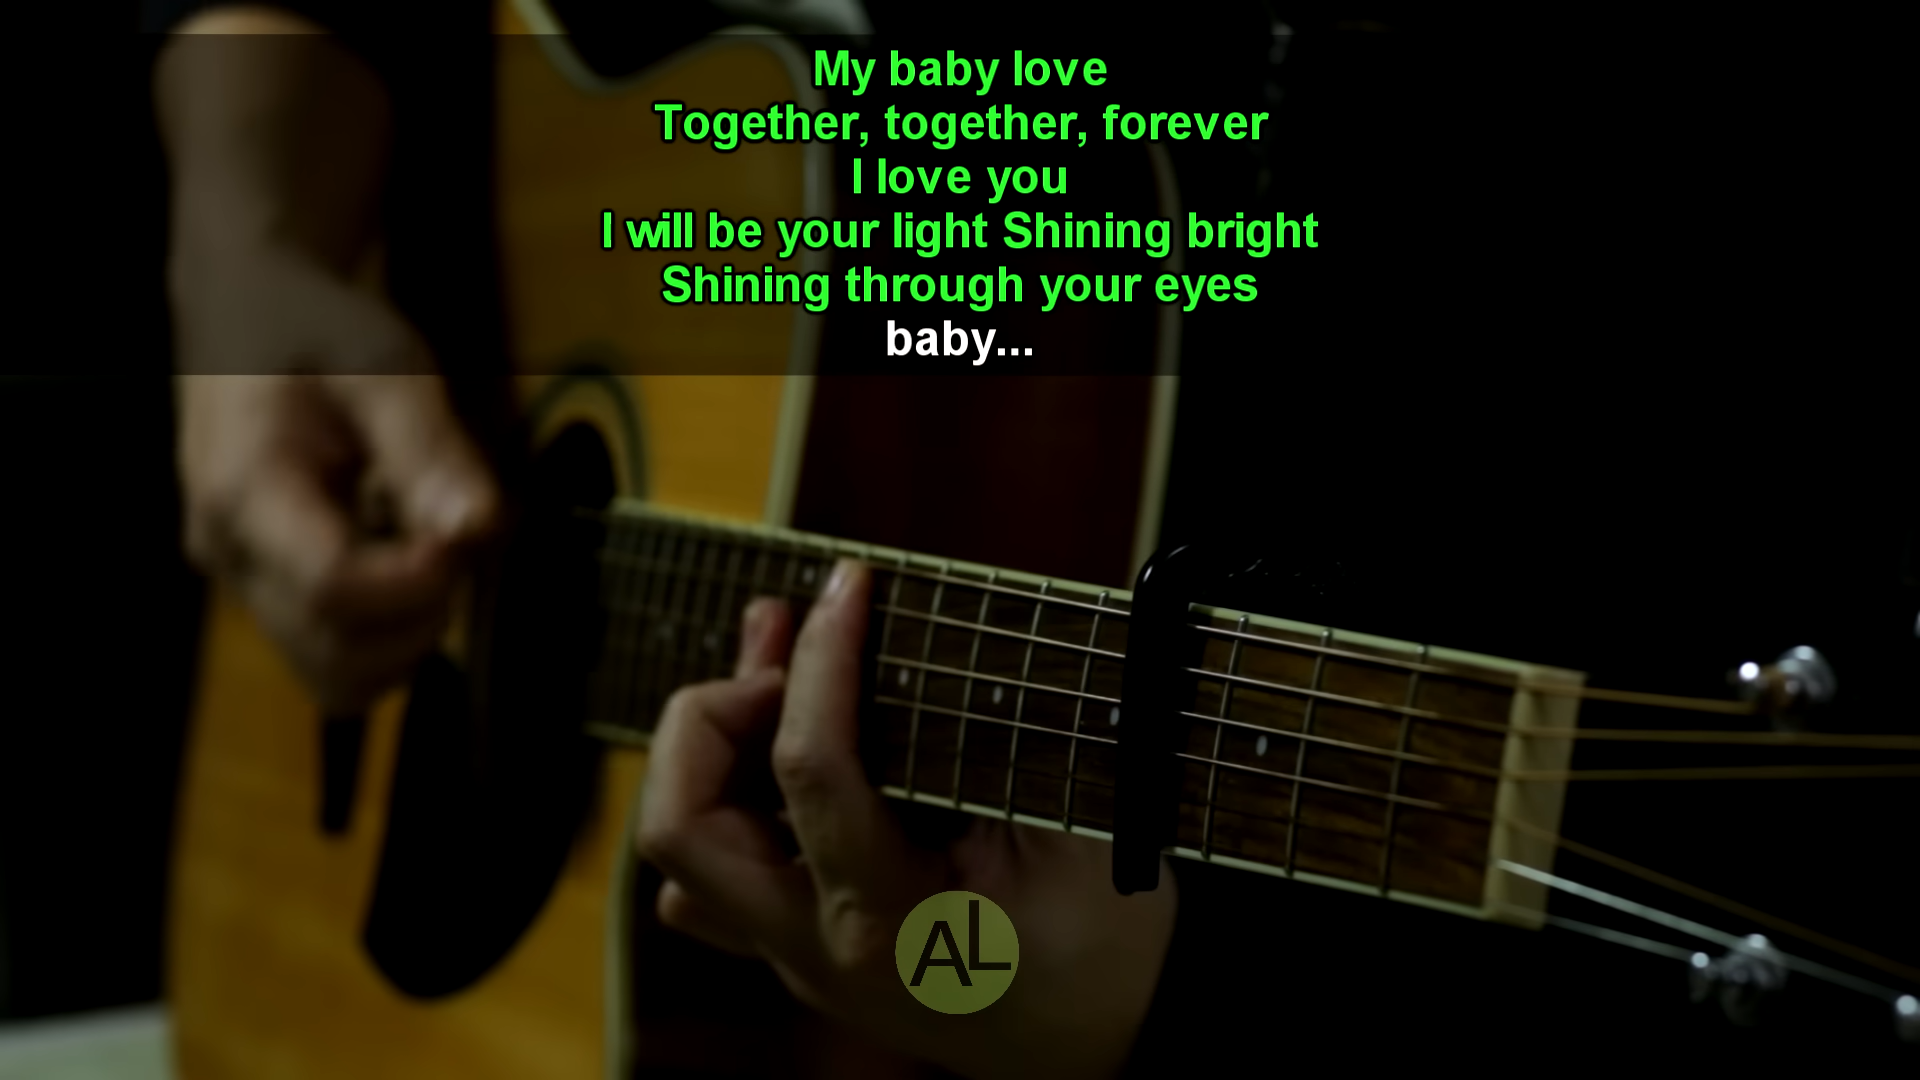 My baby love
Together, together, forever
I love you
I will be your light Shining bright
Shining through your eyes
baby...
AL